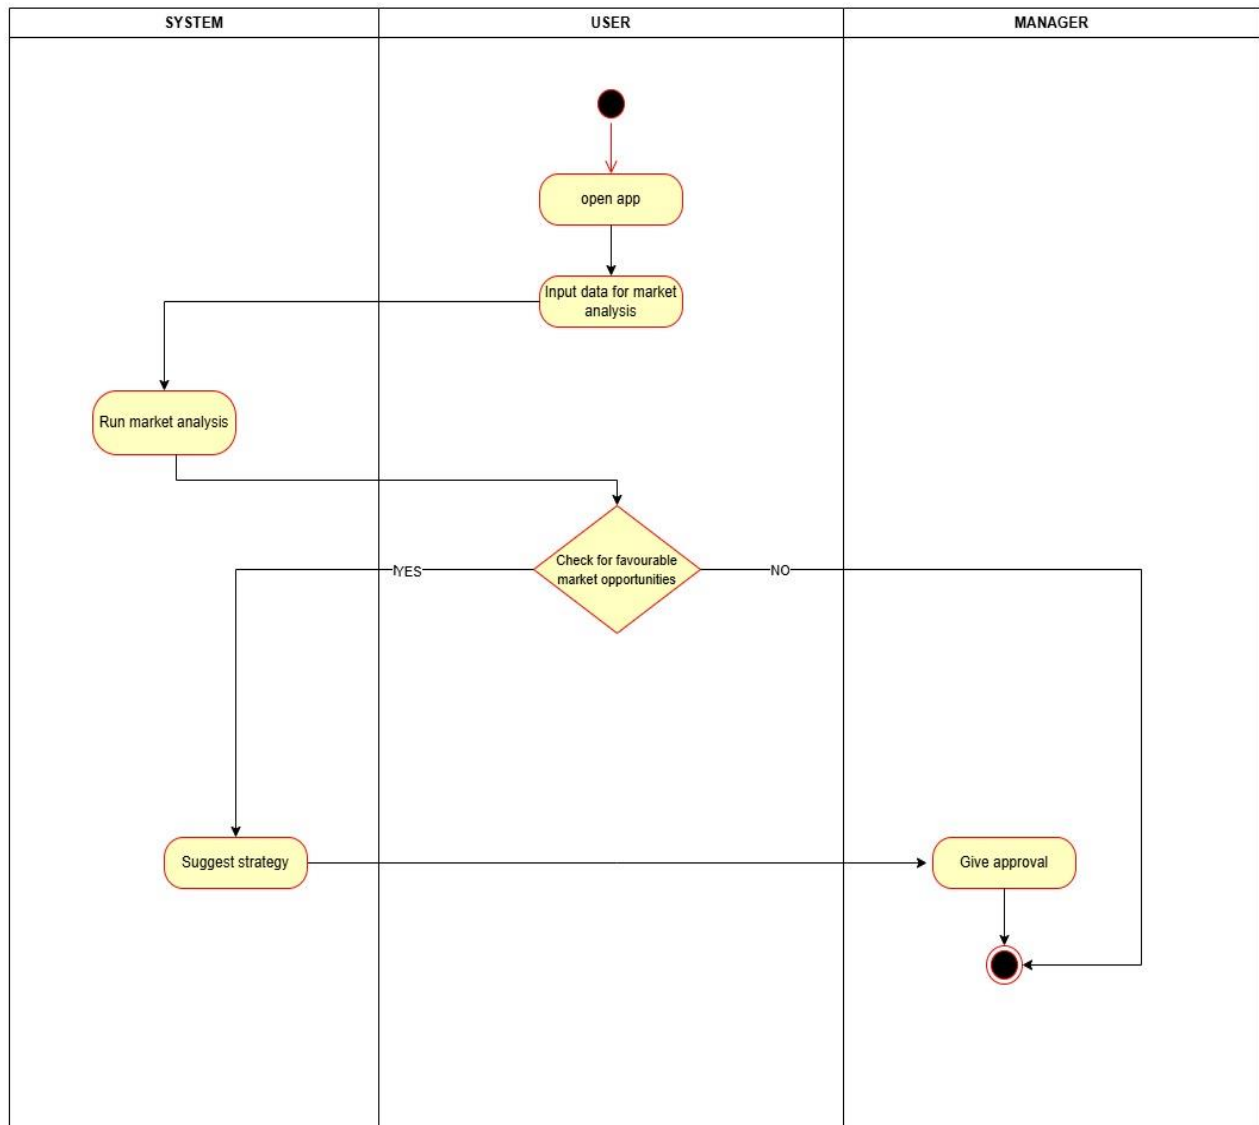 SYSTEM
USER
MANAGER
open app
Input data for market
analysis
Run market analysis
Check for favourable
market opportunities
YES
NO
Suggest strategy
Give approval